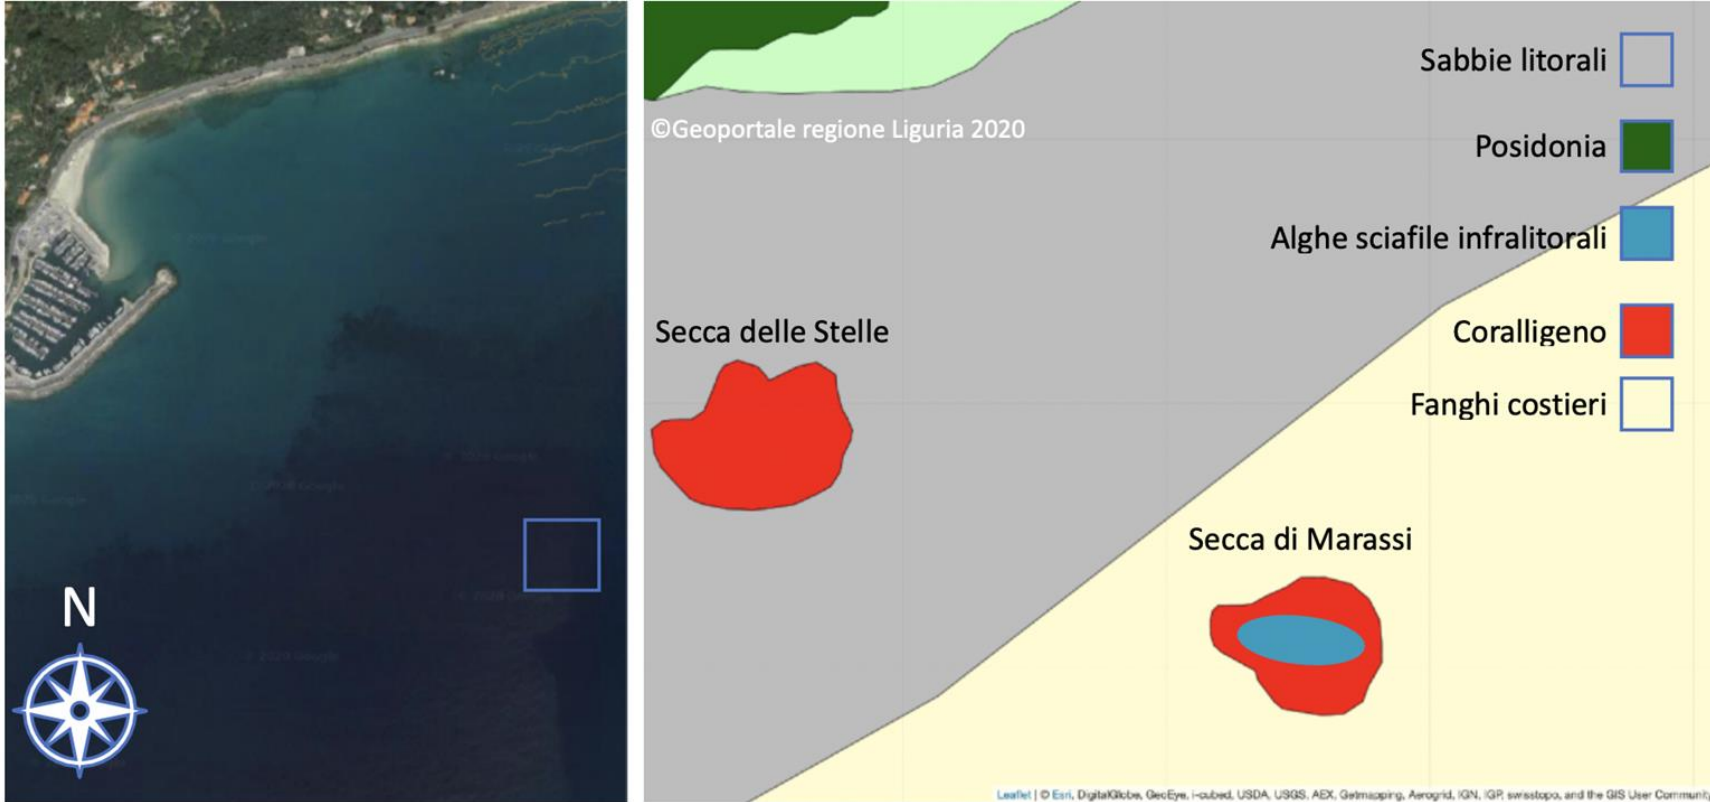 N
©Geoportale regione Liguria 2020
Sabbie litorali
Posidonia
Alghe sciafile infralitorali
Coralligeno
Fanghi costieri
Secca delle Stelle
Secca di Marassi
Leaflet | © Esri, DigitalGlobe, GeoEye, i-cubed, USDA, USGS, AEX, Getmapping, Aerogrid, IGN, IGP, swisstopo, and the GIS User Community